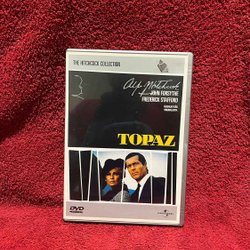 THE HITCHCOCK COLLECTION
Alfred Hitchcock
JOHN FORSYTHE
FREDERICK STAFFORD
TOPAZ
DVD